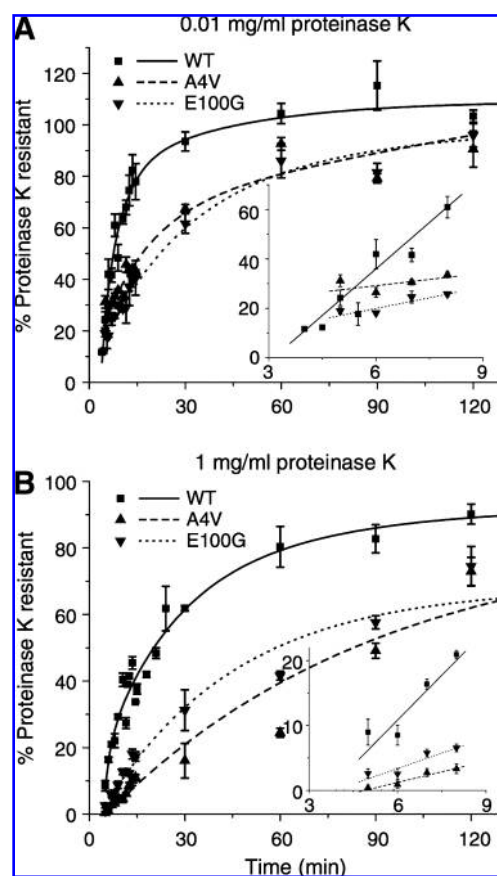 A
0.01 mg/ml proteinase K
WT
A4V
E100G
% Proteinase K resistant
120
100
80
60
40
20
0
60
40
20
0
3
6
9
0
30
60
90
120
B
1 mg/ml proteinase K
WT
A4V
E100G
% Proteinase K resistant
100
80
60
40
20
0
20
10
0
3
6
9
0
30
60
90
120
Time (min)